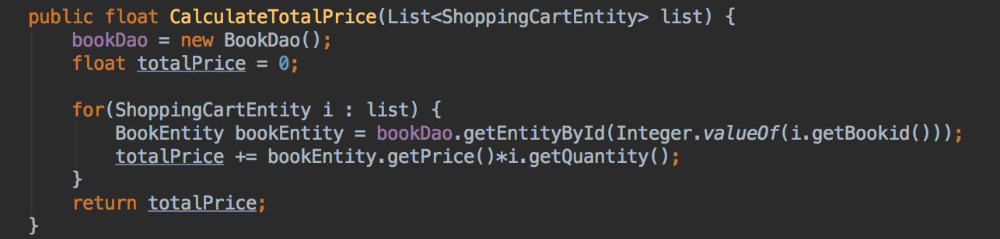 public float CalculateTotalPrice(List<ShoppingCartEntity> list) {
bookDao = new BookDao();
float totalPrice = 0;
for(ShoppingCartEntity i : list) {
BookEntity bookEntity = bookDao.getEntityById(Integer.valueOf(i.getBookid()));
totalPrice += bookEntity.getPrice()*i.getQuantity();
}
return totalPrice;
}